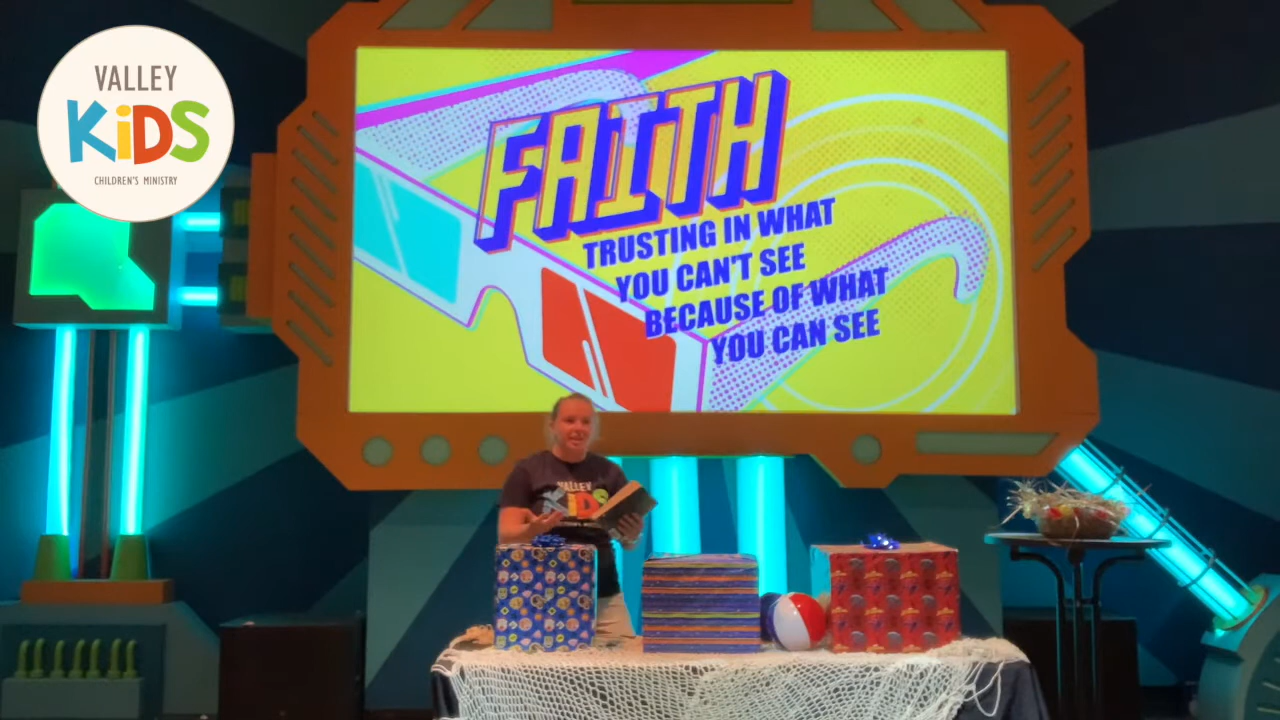 VALLEY
KiDS
CHILDREN'S MINISTRY
FAITH
TRUSTING IN WHAT
YOU CAN'T SEE
BECAUSE OF WHAT
YOU CAN SEE
VALLEY
KiDS